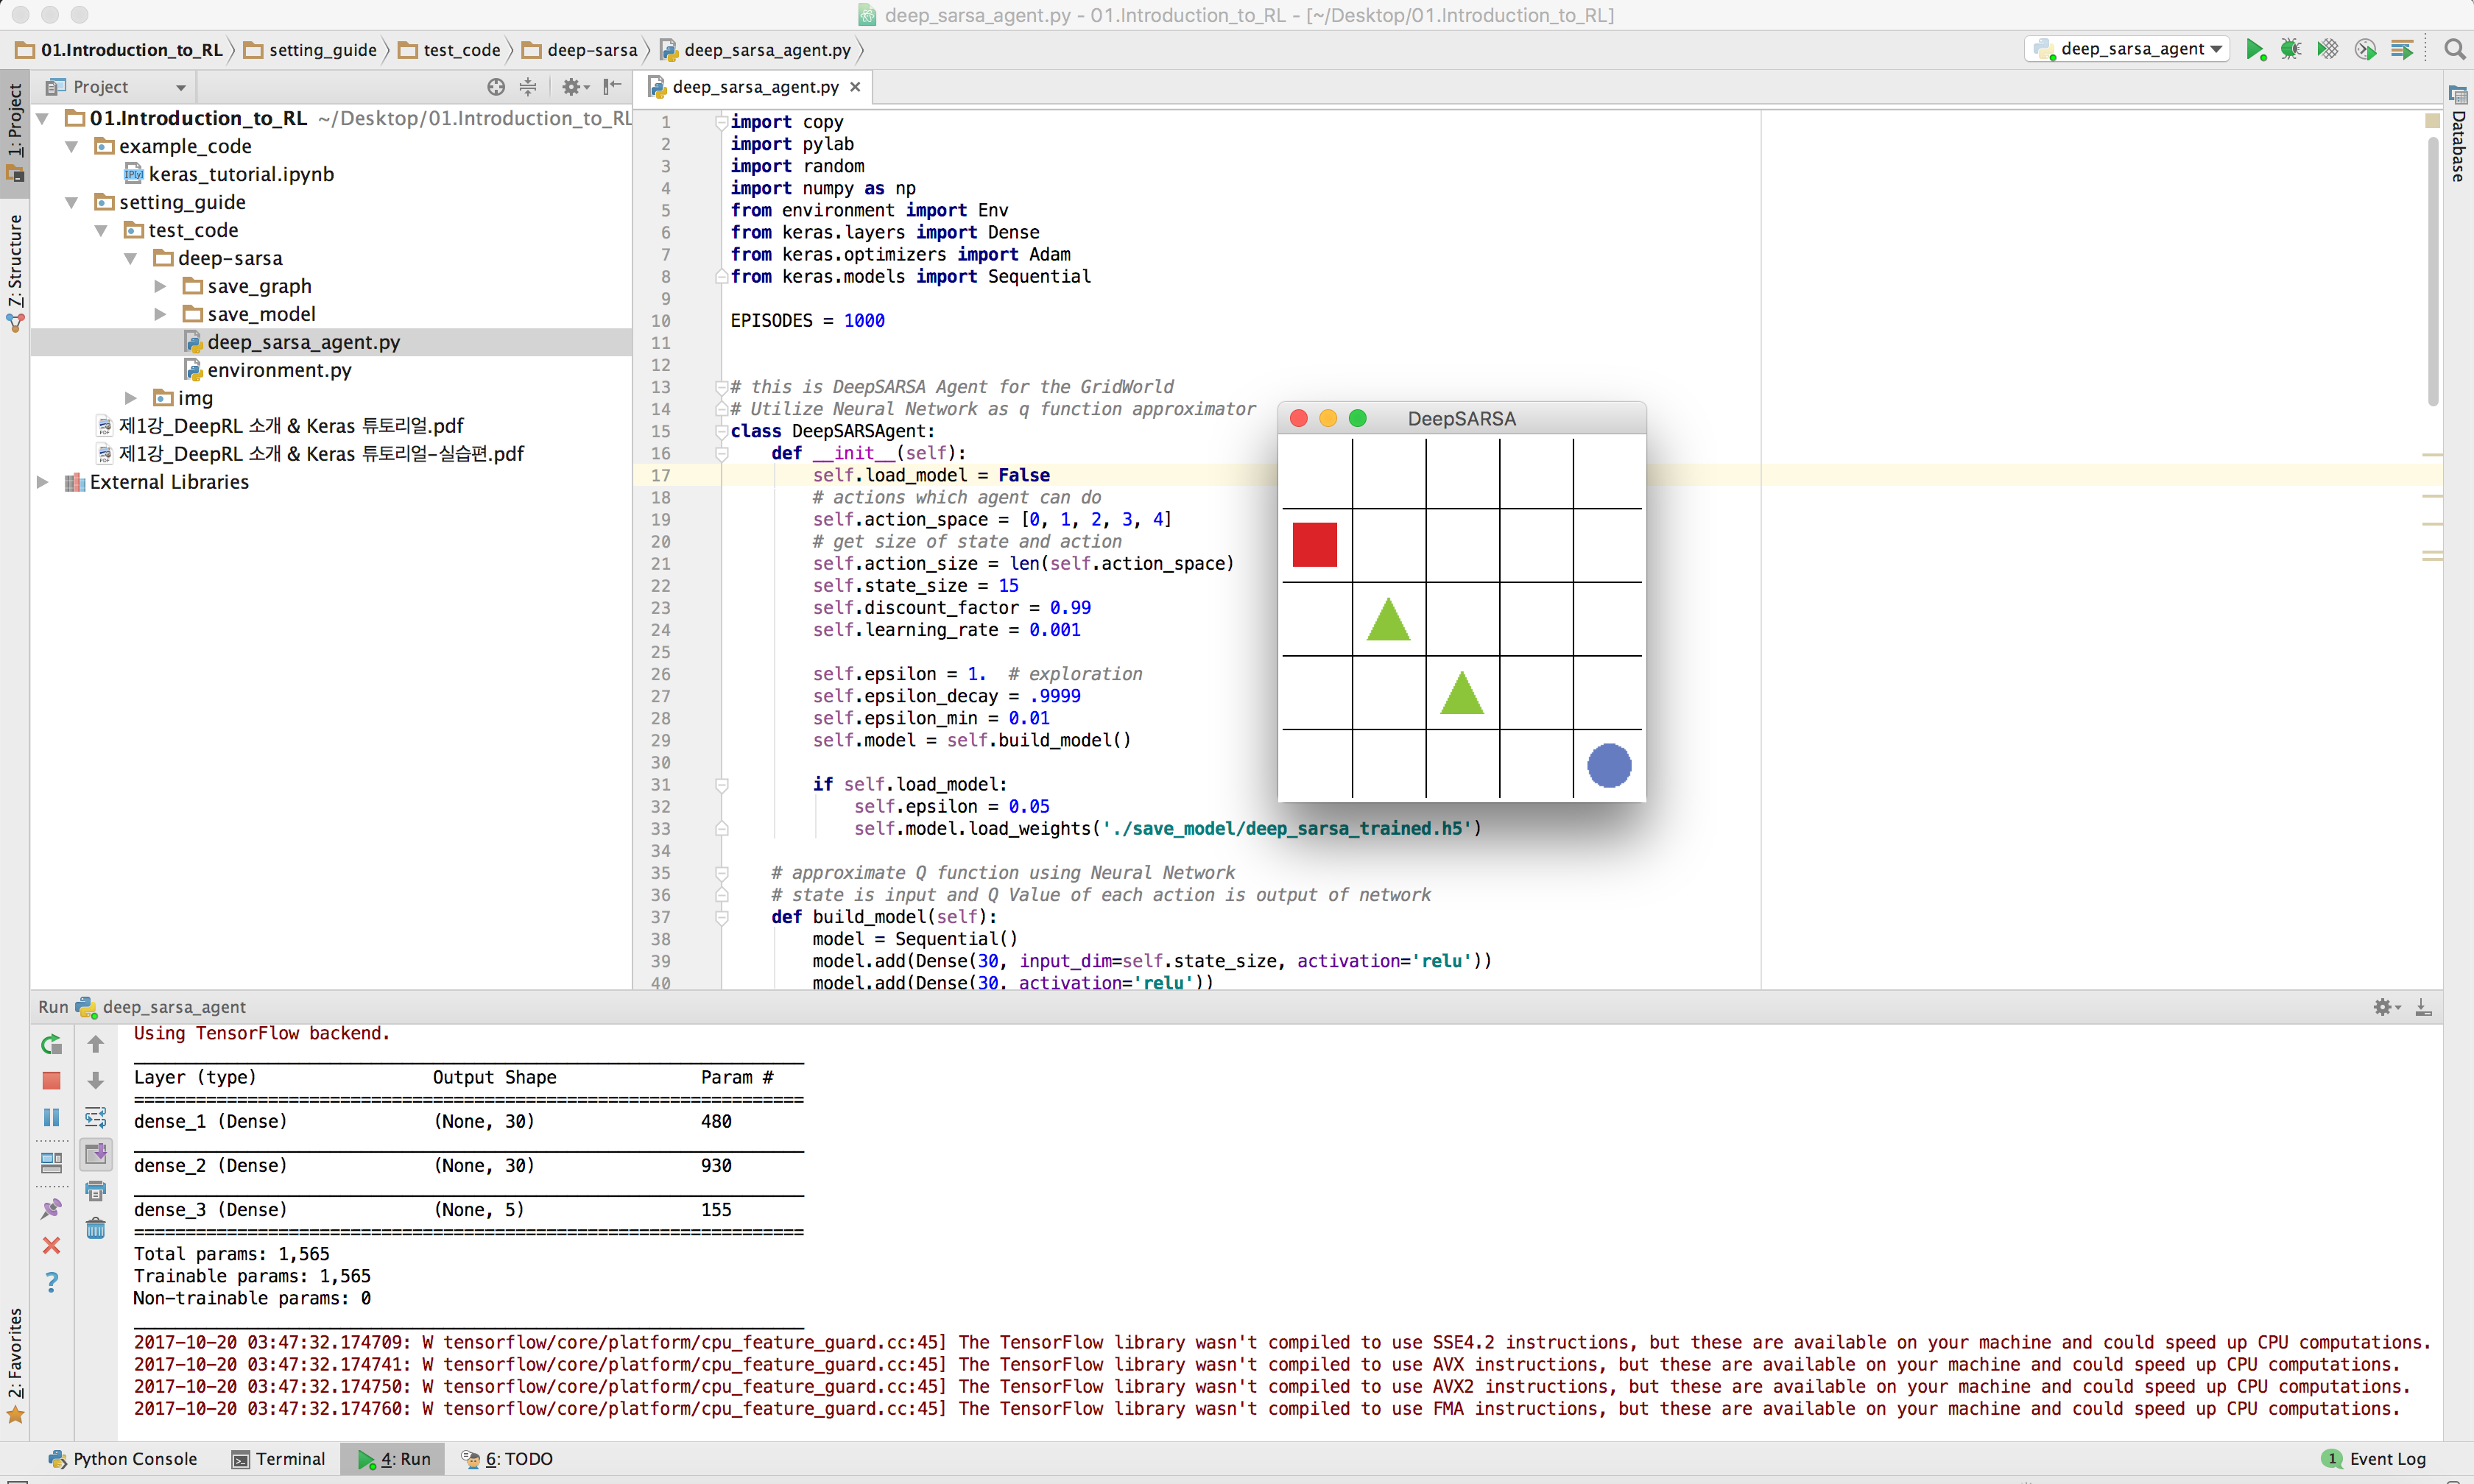 deep_sarsa_agent.py - 01.Introduction_to_RL - [~/Desktop/01.Introduction_to_RL]
01.Introduction_to_RL setting_guide test_code deep-sarsa deep_sarsa_agent.py
deep_sarsa_agent
1: Project
Z: Structure
2: Favorites
Database
Project
01.Introduction_to_RL ~/Desktop/01.Introduction_to_RL
example_code
keras_tutorial.ipynb
setting_guide
test_code
deep-sarsa
save_graph
save_model
deep_sarsa_agent.py
environment.py
img
제1강_DeepRL 소개 & Keras 튜토리얼.pdf
제1강_DeepRL 소개 & Keras 튜토리얼-실습편.pdf
External Libraries
deep_sarsa_agent.py
1 import copy
2 import pylab
3 import random
4 import numpy as np
5 from environment import Env
6 from keras.layers import Dense
7 from keras.optimizers import Adam
8 from keras.models import Sequential
9
10 EPISODES = 1000
11
12
13 # this is DeepSARSA Agent for the GridWorld
14 # Utilize Neural Network as q function approximator
15 class DeepSARSAgent:
16 def __init__(self):
17 self.load_model = False
18 # actions which agent can do
19 self.action_space = [0, 1, 2, 3, 4]
20 # get size of state and action
21 self.action_size = len(self.action_space)
22 self.state_size = 15
23 self.discount_factor = 0.99
24 self.learning_rate = 0.001
25
26 self.epsilon = 1. # exploration
27 self.epsilon_decay = .9999
28 self.epsilon_min = 0.01
29 self.model = self.build_model()
30
31 if self.load_model:
32 self.epsilon = 0.05
33 self.model.load_weights('./save_model/deep_sarsa_trained.h5')
34
35 # approximate Q function using Neural Network
36 # state is input and Q Value of each action is output of network
37 def build_model(self):
38 model = Sequential()
39 model.add(Dense(30, input_dim=self.state_size, activation='relu'))
40 model.add(Dense(30, activation='relu'))
DeepSARSA
Run deep_sarsa_agent
Using TensorFlow backend.
Layer (type) Output Shape Param #
=================================================================
dense_1 (Dense) (None, 30) 480
dense_2 (Dense) (None, 30) 930
dense_3 (Dense) (None, 5) 155
=================================================================
Total params: 1,565
Trainable params: 1,565
Non-trainable params: 0
2017-10-20 03:47:32.174709: W tensorflow/core/platform/cpu_feature_guard.cc:45] The TensorFlow library wasn't compiled to use SSE4.2 instructions, but these are available on your machine and could speed up CPU computations.
2017-10-20 03:47:32.174741: W tensorflow/core/platform/cpu_feature_guard.cc:45] The TensorFlow library wasn't compiled to use AVX instructions, but these are available on your machine and could speed up CPU computations.
2017-10-20 03:47:32.174750: W tensorflow/core/platform/cpu_feature_guard.cc:45] The TensorFlow library wasn't compiled to use AVX2 instructions, but these are available on your machine and could speed up CPU computations.
2017-10-20 03:47:32.174760: W tensorflow/core/platform/cpu_feature_guard.cc:45] The TensorFlow library wasn't compiled to use FMA instructions, but these are available on your machine and could speed up CPU computations.
Python Console Terminal 4: Run 6: TODO 1 Event Log